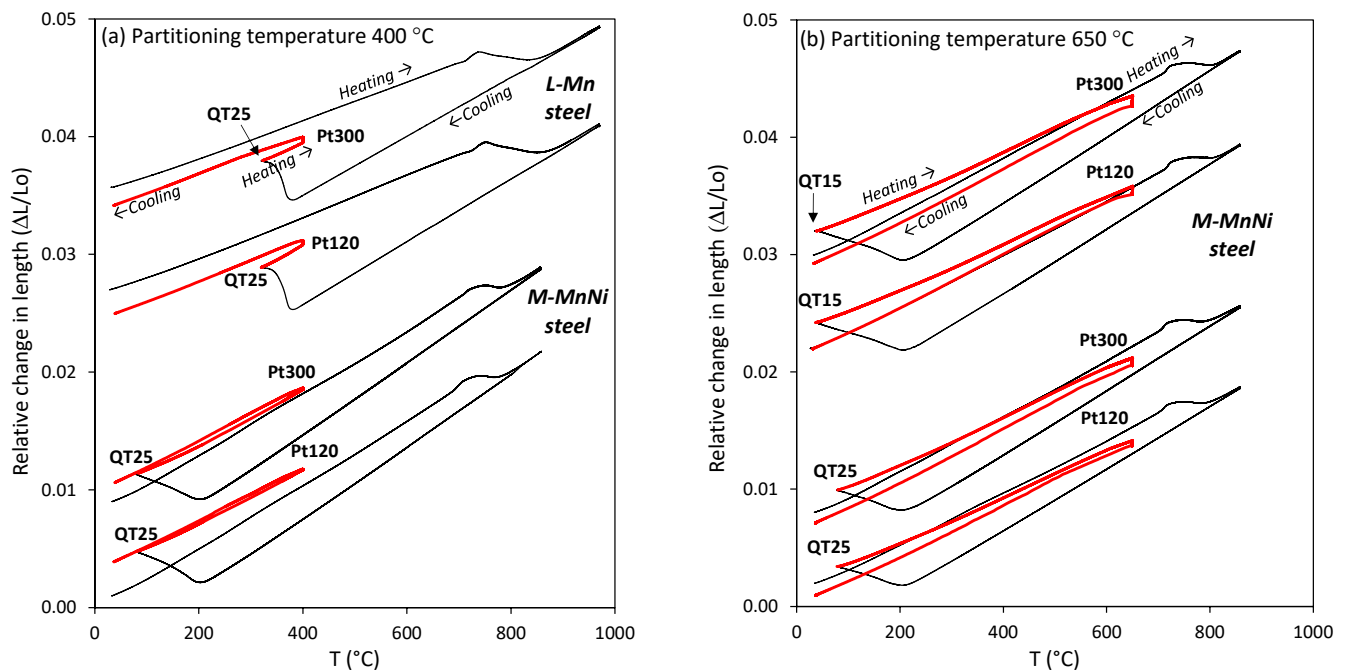 (a) Partitioning temperature 400 °C
Heating →
L-Mn
steel
QT25
←Cooling
Pt300
Heating →
←Cooling
Pt120
QT25
M-MnNi
steel
Pt300
QT25
Pt120
QT25
Relative change in length (ΔL/Lo)
0.05
0.04
0.03
0.02
0.01
0.00
0 200 400 600 800 1000
T (°C)
(b) Partitioning temperature 650 °C
Heating →
Pt300
←Cooling
QT15
Heating →
Pt120
←Cooling
M-MnNi
steel
QT15
Pt300
QT25
Pt120
QT25
Relative change in length (ΔL/Lo)
0.05
0.04
0.03
0.02
0.01
0.00
0 200 400 600 800 1000
T (°C)